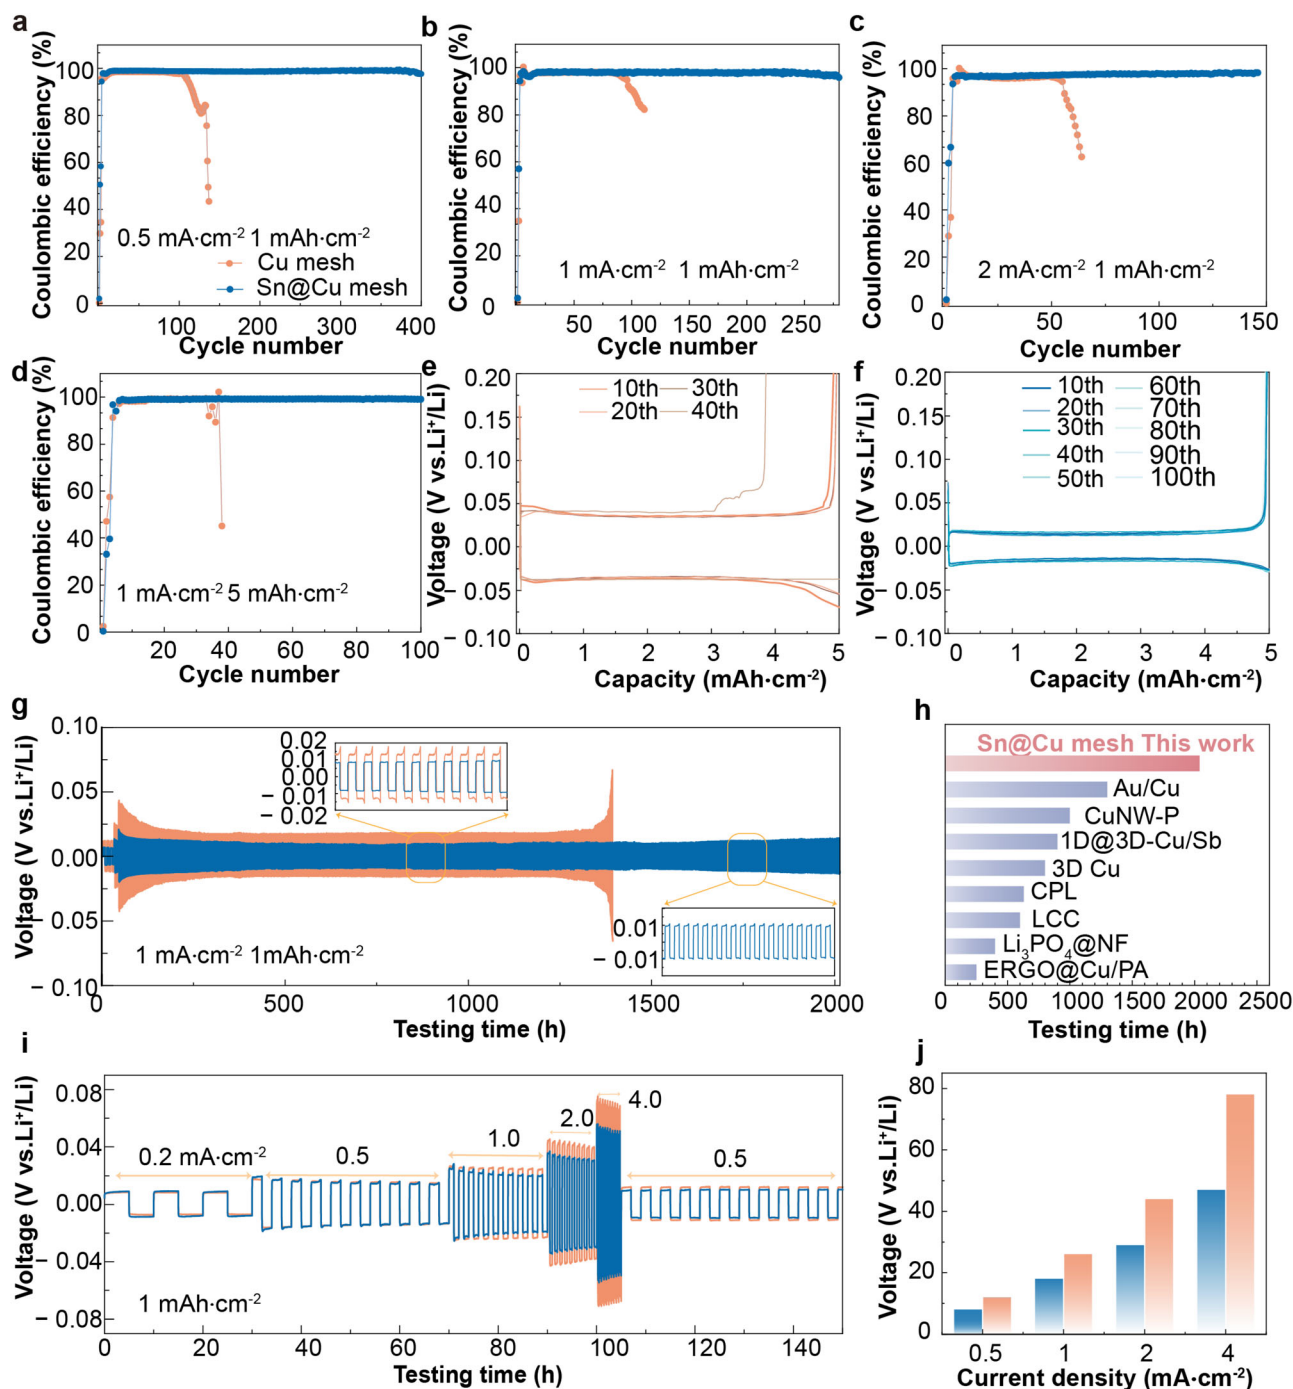 a
Coulombic efficiency (%)
100
80
60
40
20
0
0.5 mA·cm⁻² 1 mAh·cm⁻²
Cu mesh
Sn@Cu mesh
100 200 300 400
Cycle number
b
Coulombic efficiency (%)
100
80
60
40
20
0
1 mA·cm⁻² 1 mAh·cm⁻²
50 100 150 200 250
Cycle number
c
Coulombic efficiency (%)
100
80
60
40
20
0
2 mA·cm⁻² 1 mAh·cm⁻²
0 50 100 150
Cycle number
d
Coulombic efficiency (%)
100
80
60
40
20
0
1 mA·cm⁻² 5 mAh·cm⁻²
20 40 60 80 100
Cycle number
e
Voltage (V vs.Li⁺/Li)
0.20
0.15
0.10
0.05
0.00
−0.05
−0.10
10th 30th
20th 40th
0 1 2 3 4 5
Capacity (mAh·cm⁻²)
f
Voltage (V vs.Li⁺/Li)
0.20
0.15
0.10
0.05
0.00
−0.05
−0.10
10th 60th
20th 70th
30th 80th
40th 90th
50th 100th
0 1 2 3 4 5
Capacity (mAh·cm⁻²)
g
Voltage (V vs.Li⁺/Li)
0.10
0.05
0.00
−0.05
−0.10
0.02
0.01
0.00
−0.01
−0.02
0.01
−0.01
1 mA·cm⁻² 1mAh·cm⁻²
0 500 1000 1500 2000
Testing time (h)
h
Sn@Cu mesh This work
Au/Cu
CuNW-P
1D@3D-Cu/Sb
3D Cu
CPL
LCC
Li₃PO₄@NF
ERGO@Cu/PA
0 500 1000 1500 2000 2500
Testing time (h)
i
Voltage (V vs.Li⁺/Li)
0.08
0.04
0.00
−0.04
−0.08
0.2 mA·cm⁻²
0.5
1.0
2.0
4.0
0.5
1 mAh·cm⁻²
0 20 40 60 80 100 120 140
Testing time (h)
j
Voltage (V vs.Li⁺/Li)
80
60
40
20
0
0.5 1 2 4
Current density (mA·cm⁻²)